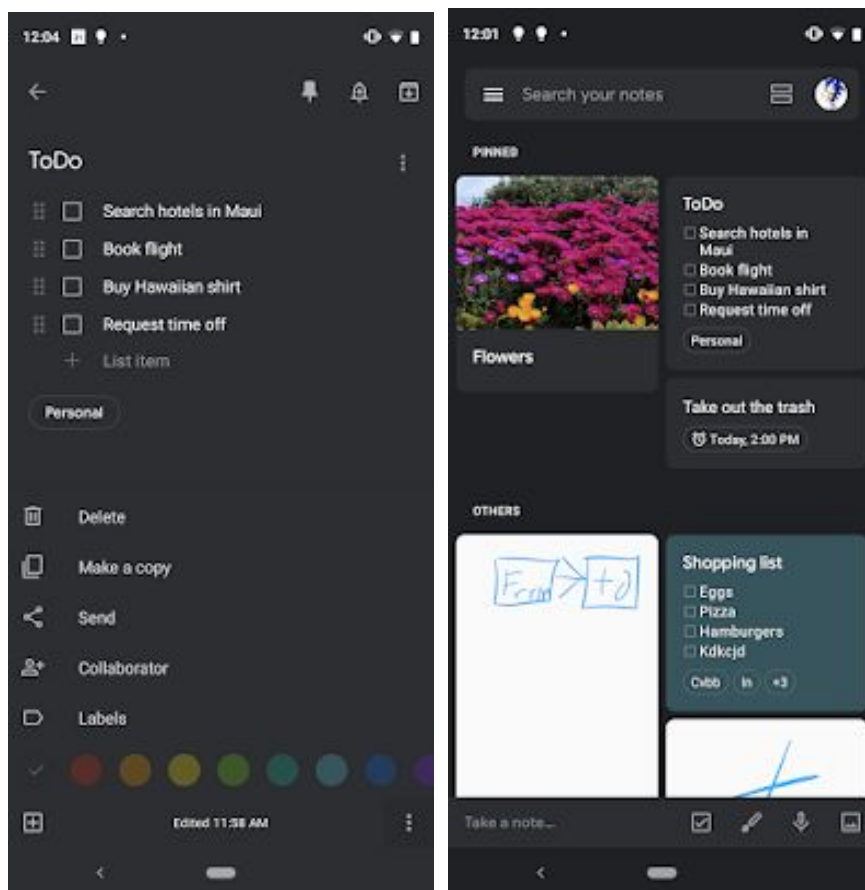 12:04
ToDo
Search hotels in Maui
Book flight
Buy Hawaiian shirt
Request time off
List item
Personal
Delete
Make a copy
Send
Collaborator
Labels
Edited 11:58 AM
12:01
Search your notes
PINNED
Flowers
ToDo
Search hotels in
Maui
Book flight
Buy Hawaiian shirt
Request time off
Personal
Take out the trash
Today, 2:00 PM
OTHERS
From to
Shopping list
Eggs
Pizza
Hamburgers
Kdkcjd
Cvbb In +3
Take a note...